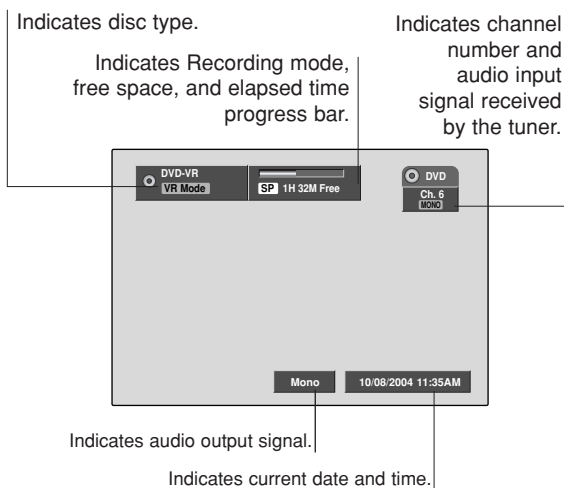 Indicates disc type.
Indicates Recording mode,
free space, and elapsed time
progress bar.
Indicates channel
number and
audio input
signal received
by the tuner.
DVD-VR
VR Mode
SP 1H 32M Free
DVD
Ch. 6
MONO
Mono
10/08/2004 11:35AM
Indicates audio output signal.
Indicates current date and time.